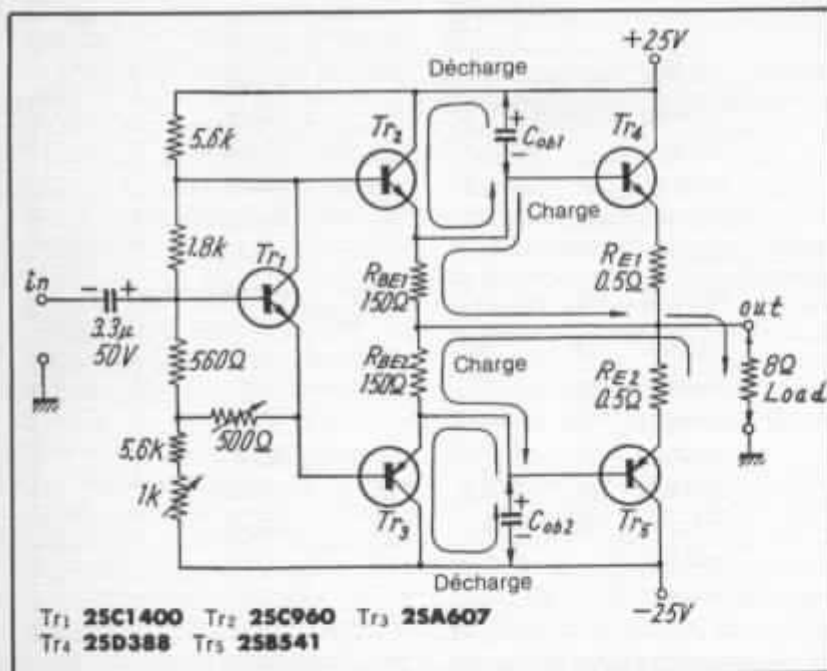 +25V
Décharge
Tr2
Cob1
Tr4
5.6k
Charge
1.8k
Tr1
RBE1
150Ω
RE1
0.5Ω
in
out
3.3μ
50V
560Ω
RBE2
150Ω
Charge
RE2
0.5Ω
8Ω
Load
500Ω
5.6k
1k
Tr3
Cob2
Tr5
Décharge
-25V
Tr1 2SC1400 Tr2 2SC960 Tr3 2SA607
Tr4 2SD388 Tr5 2SB541